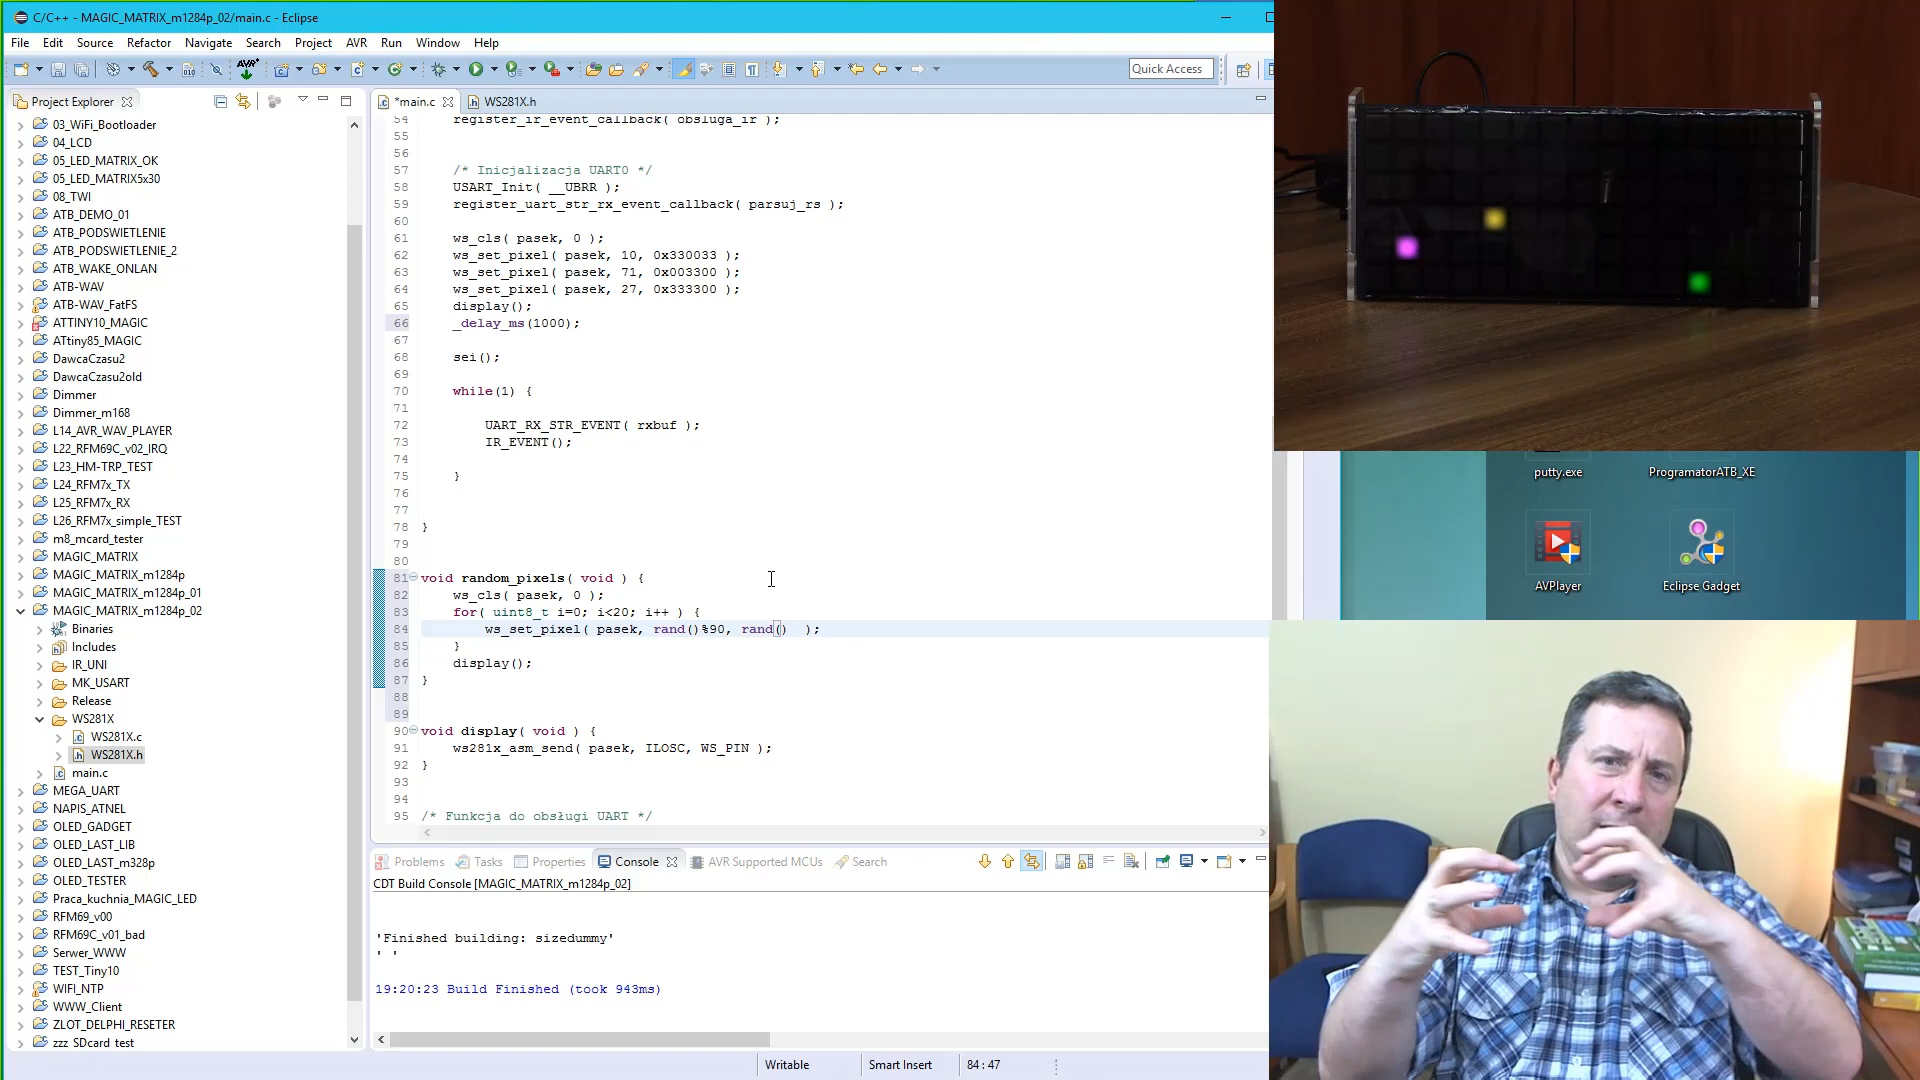 C/C++ - MAGIC_MATRIX_m1284p_02/main.c - Eclipse
File Edit Source Refactor Navigate Search Project AVR Run Window Help
Quick Access
Project Explorer
03_WiFi_Bootloader
04_LCD
05_LED_MATRIX_OK
05_LED_MATRIX5x30
08_TWI
ATB_DEMO_01
ATB_PODSWIETLENIE
ATB_PODSWIETLENIE_2
ATB_WAKE_ONLAN
ATB-WAV
ATB-WAV_FatFS
ATTINY10_MAGIC
ATtiny85_MAGIC
DawcaCzasu2
DawcaCzasu2old
Dimmer
Dimmer_m168
L14_AVR_WAV_PLAYER
L22_RFM69C_v02_IRQ
L23_HM-TRP_TEST
L24_RFM7x_TX
L25_RFM7x_RX
L26_RFM7x_simple_TEST
m8_mcard_tester
MAGIC_MATRIX
MAGIC_MATRIX_m1284p
MAGIC_MATRIX_m1284p_01
MAGIC_MATRIX_m1284p_02
Binaries
Includes
IR_UNI
MK_USART
Release
WS281X
WS281X.c
WS281X.h
main.c
MEGA_UART
NAPIS_ATNEL
OLED_GADGET
OLED_LAST_LIB
OLED_LAST_m328p
OLED_TESTER
Praca_kuchnia_MAGIC_LED
RFM69_v00
RFM69C_v01_bad
Serwer_WWW
TEST_Tiny10
WIFI_NTP
WWW_Client
ZLOT_DELPHI_RESETER
zzz_SDcard_test
*main.c WS281X.h
54 register_ir_event_callback( obsluga_ir );
55
56
57 /* Inicjalizacja UART0 */
58 USART_Init( __UBRR );
59 register_uart_str_rx_event_callback( parsuj_rs );
60
61 ws_cls( pasek, 0 );
62 ws_set_pixel( pasek, 10, 0x330033 );
63 ws_set_pixel( pasek, 71, 0x003300 );
64 ws_set_pixel( pasek, 27, 0x333300 );
65 display();
66 _delay_ms(1000);
67
68 sei();
69
70 while(1) {
71
72 UART_RX_STR_EVENT( rxbuf );
73 IR_EVENT();
74
75 }
76
77
78 }
79
80
81 void random_pixels( void ) {
82 ws_cls( pasek, 0 );
83 for( uint8_t i=0; i<20; i++ ) {
84 ws_set_pixel( pasek, rand()%90, rand() );
85 }
86 display();
87 }
88
89
90 void display( void ) {
91 ws281x_asm_send( pasek, ILOSC, WS_PIN );
92 }
93
94
95 /* Funkcja do obsługi UART */
Problems Tasks Properties Console AVR Supported MCUs Search
CDT Build Console [MAGIC_MATRIX_m1284p_02]
'Finished building: sizedummy'
' '
19:20:23 Build Finished (took 943ms)
Writable Smart Insert 84 : 47
putty.exe ProgramatorATB_XE
AVPlayer Eclipse Gadget